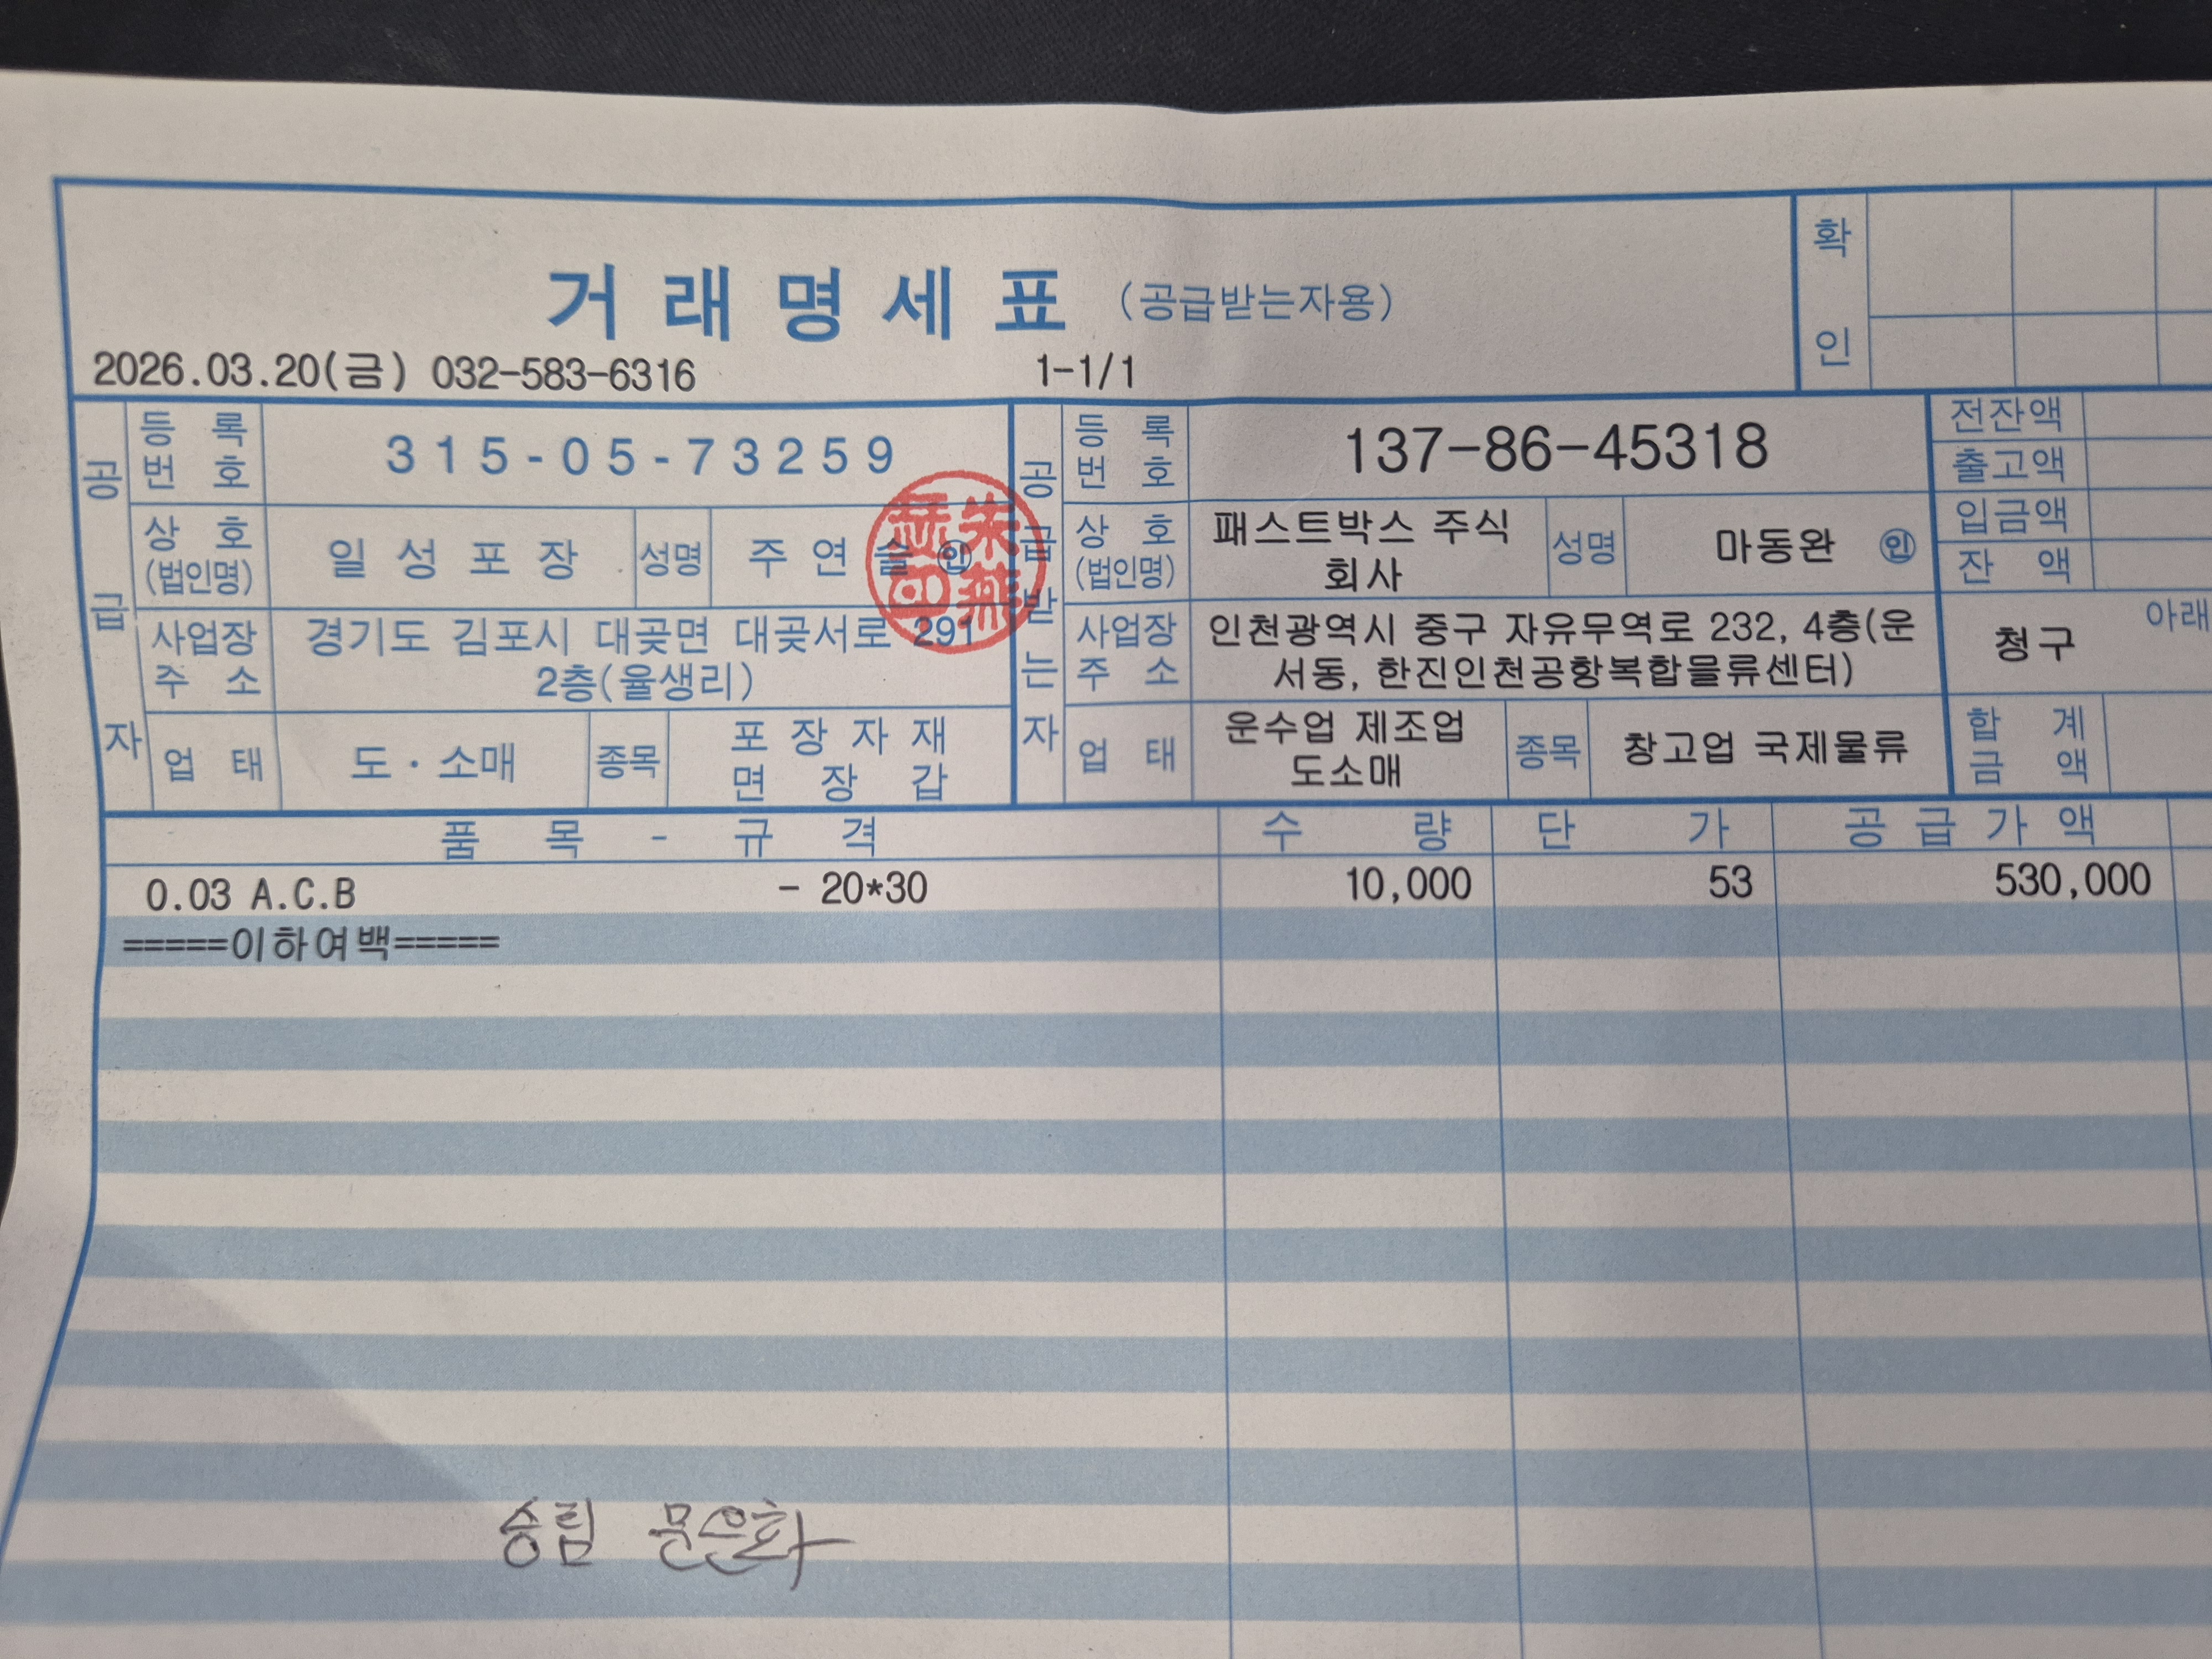 거래명세표 (공급받는자용)
확인
2026.03.20(금) 032-583-6316 1-1/1
공급자
등록번호 315-05-73259
상호(법인명) 일성포장 성명 주연술 인
사업장주소 경기도 김포시 대곶면 대곶서로 291
2층(율생리)
업태 도·소매 종목 포장자재
면장갑
공급받는자
등록번호 137-86-45318
상호(법인명) 패스트박스 주식
회사 성명 마동완 인
사업장주소 인천광역시 중구 자유무역로 232, 4층(운
서동, 한진인천공항복합물류센터)
업태 운수업 제조업
도소매 종목 창고업 국제물류
전잔액
출고액
입금액
잔액
청구 아래
합계금액
품목-규격 수량 단가 공급가액
0.03 A.C.B - 20*30 10,000 53 530,000
=====이하여백=====
승림 문은화